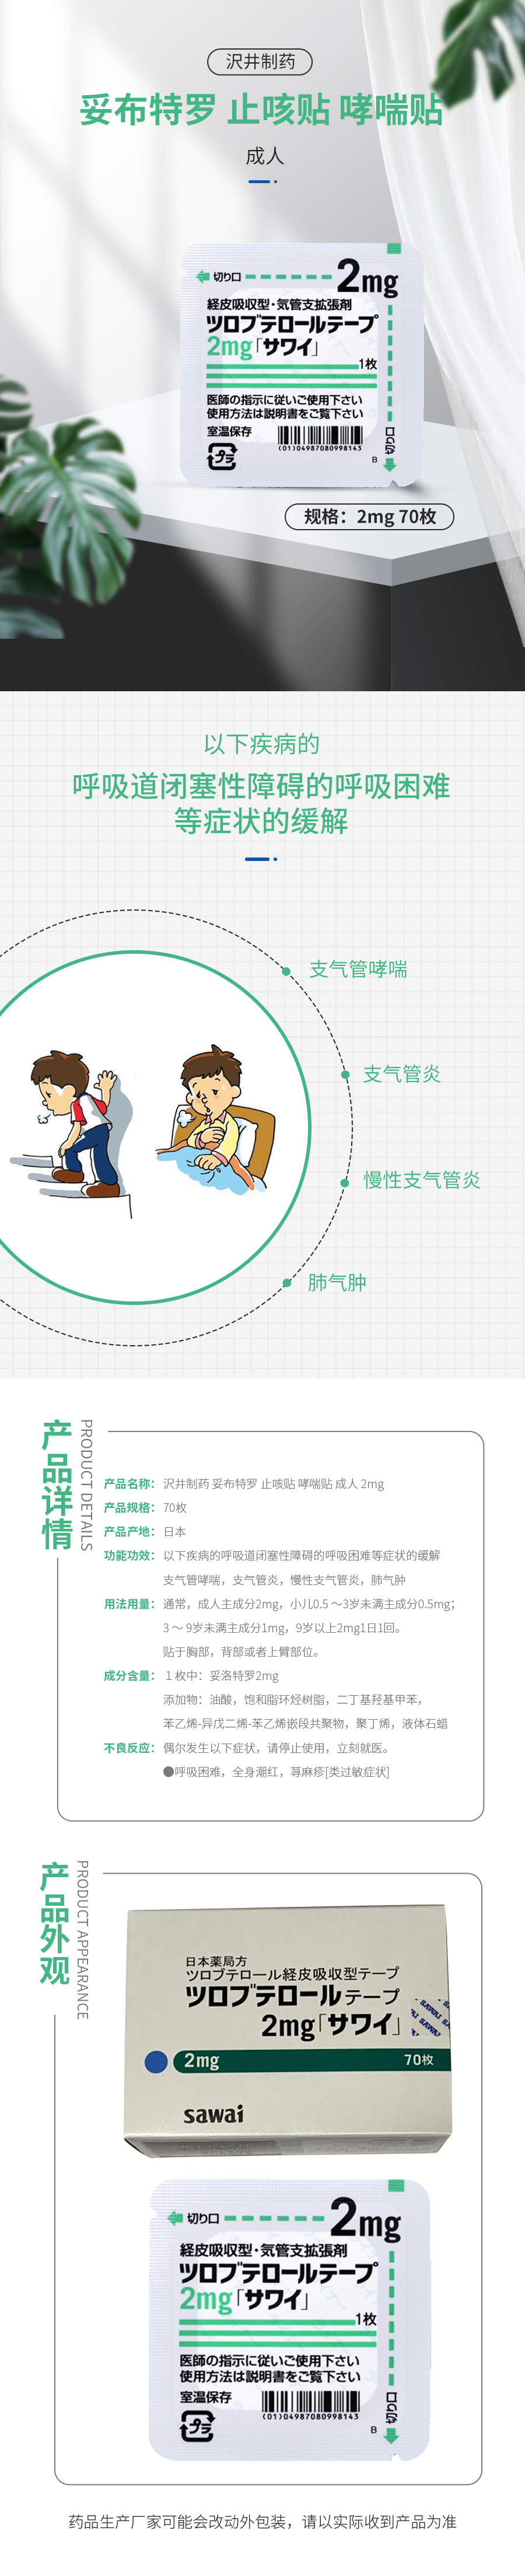 沢井制药
妥布特罗 止咳贴 哮喘贴
成人
切り口
2mg
経皮吸収型・気管支拡張剤
ツロブテロールテープ
2mg「サワイ」
1枚
医師の指示に従いご使用下さい
使用方法は説明書をご覧下さい
室温保存
プラ
(01)04987080998143
B
切り口
规格：2mg 70枚
以下疾病的
呼吸道闭塞性障碍的呼吸困难
等症状的缓解
支气管哮喘
支气管炎
慢性支气管炎
肺气肿
产品详情
PRODUCT DETAILS
产品名称： 沢井制药 妥布特罗 止咳贴 哮喘贴 成人 2mg
产品规格： 70枚
产品产地： 日本
功能功效： 以下疾病的呼吸道闭塞性障碍的呼吸困难等症状的缓解
支气管哮喘，支气管炎，慢性支气管炎，肺气肿
用法用量： 通常，成人主成分2mg，小儿0.5 ～3岁未满主成分0.5mg；
3 ～ 9岁未满主成分1mg，9岁以上2mg1日1回。
贴于胸部，背部或者上臂部位。
成分含量： １枚中：妥洛特罗2mg
添加物：油酸，饱和脂环烃树脂，二丁基羟基甲苯，
苯乙烯-异戊二烯-苯乙烯嵌段共聚物，聚丁烯，液体石蜡
不良反应： 偶尔发生以下症状，请停止使用，立刻就医。
●呼吸困难，全身潮红，荨麻疹[类过敏症状]
产品外观
PRODUCT APPEARANCE
日本薬局方
ツロブテロール経皮吸収型テープ
ツロブテロールテープ
2mg「サワイ」
SAWAI
2mg
70枚
sawai
切り口
2mg
経皮吸収型・気管支拡張剤
ツロブテロールテープ
2mg「サワイ」
1枚
医師の指示に従いご使用下さい
使用方法は説明書をご覧下さい
室温保存
プラ
(01)04987080998143
B
切り口
药品生产厂家可能会改动外包装，请以实际收到产品为准